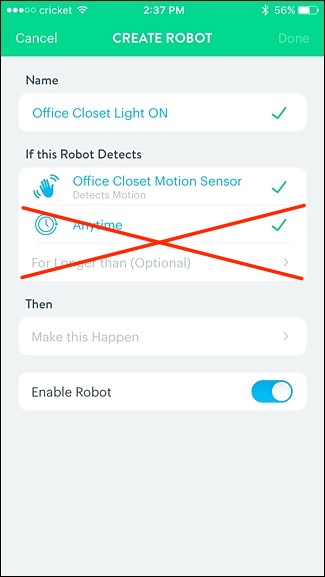 cricket 2:37 PM 56%
Cancel CREATE ROBOT Done
Name
Office Closet Light ON
If this Robot Detects
Office Closet Motion Sensor
Detects Motion
Anytime
For Longer than (Optional)
Then
Make this Happen
Enable Robot